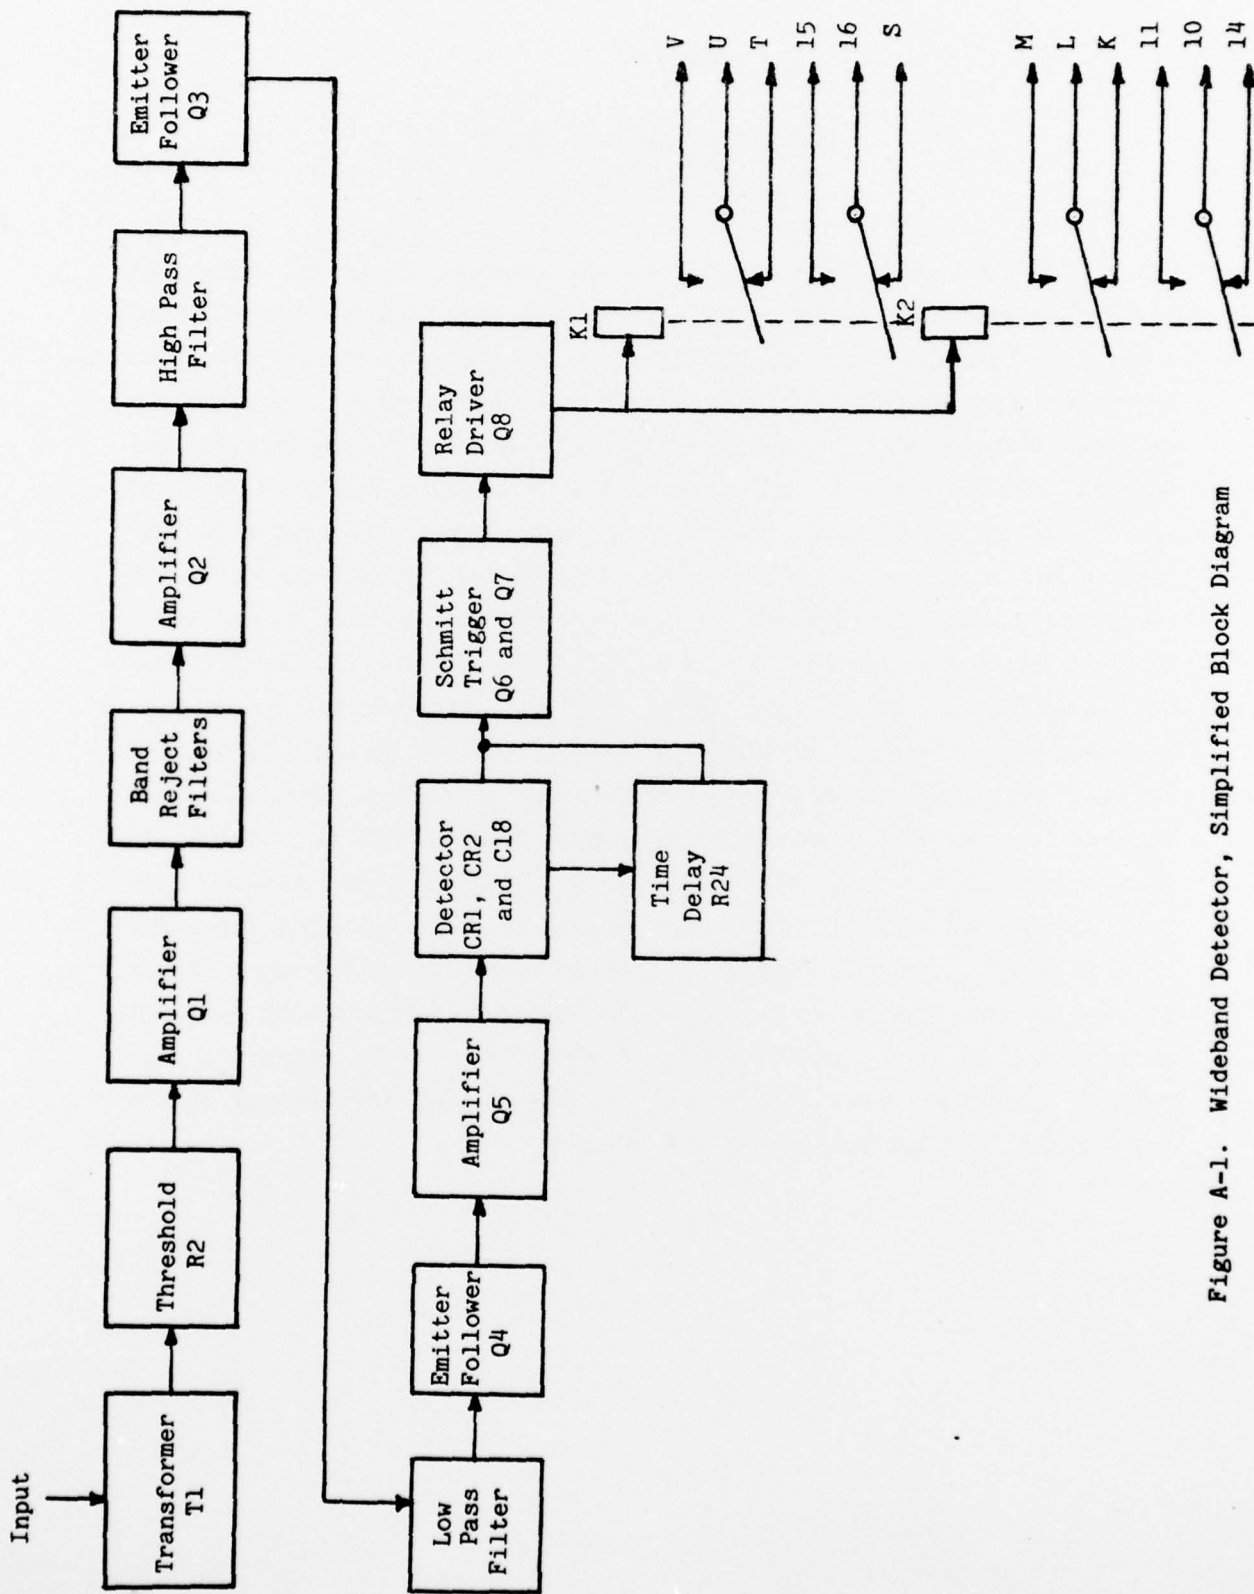 Input
Transformer
T1
Threshold
R2
Amplifier
Q1
Band
Reject
Filters
Amplifier
Q2
High Pass
Filter
Emitter
Follower
Q3
Low
Pass
Filter
Emitter
Follower
Q4
Amplifier
Q5
Detector
CR1, CR2
and C18
Time
Delay
R24
Schmitt
Trigger
Q6 and Q7
Relay
Driver
Q8
K1
V
U
T
15
16
S
K2
M
L
K
11
10
14
Figure A-1. Wideband Detector, Simplified Block Diagram